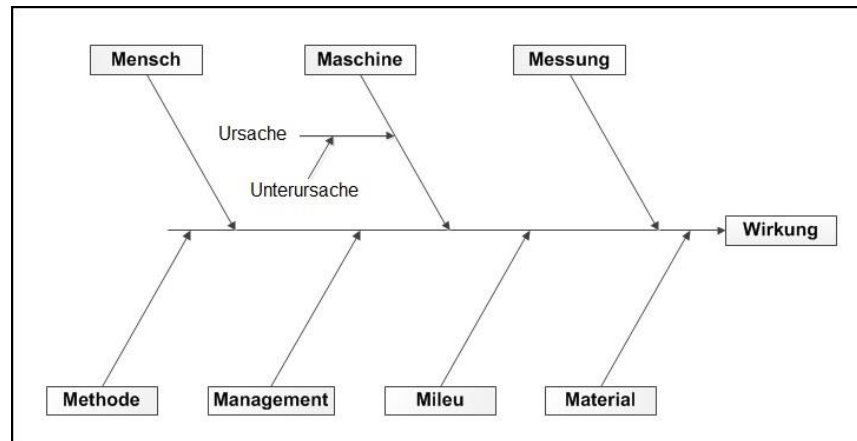 Mensch
Maschine
Messung
Ursache
Unterursache
Wirkung
Methode
Management
Mileu
Material